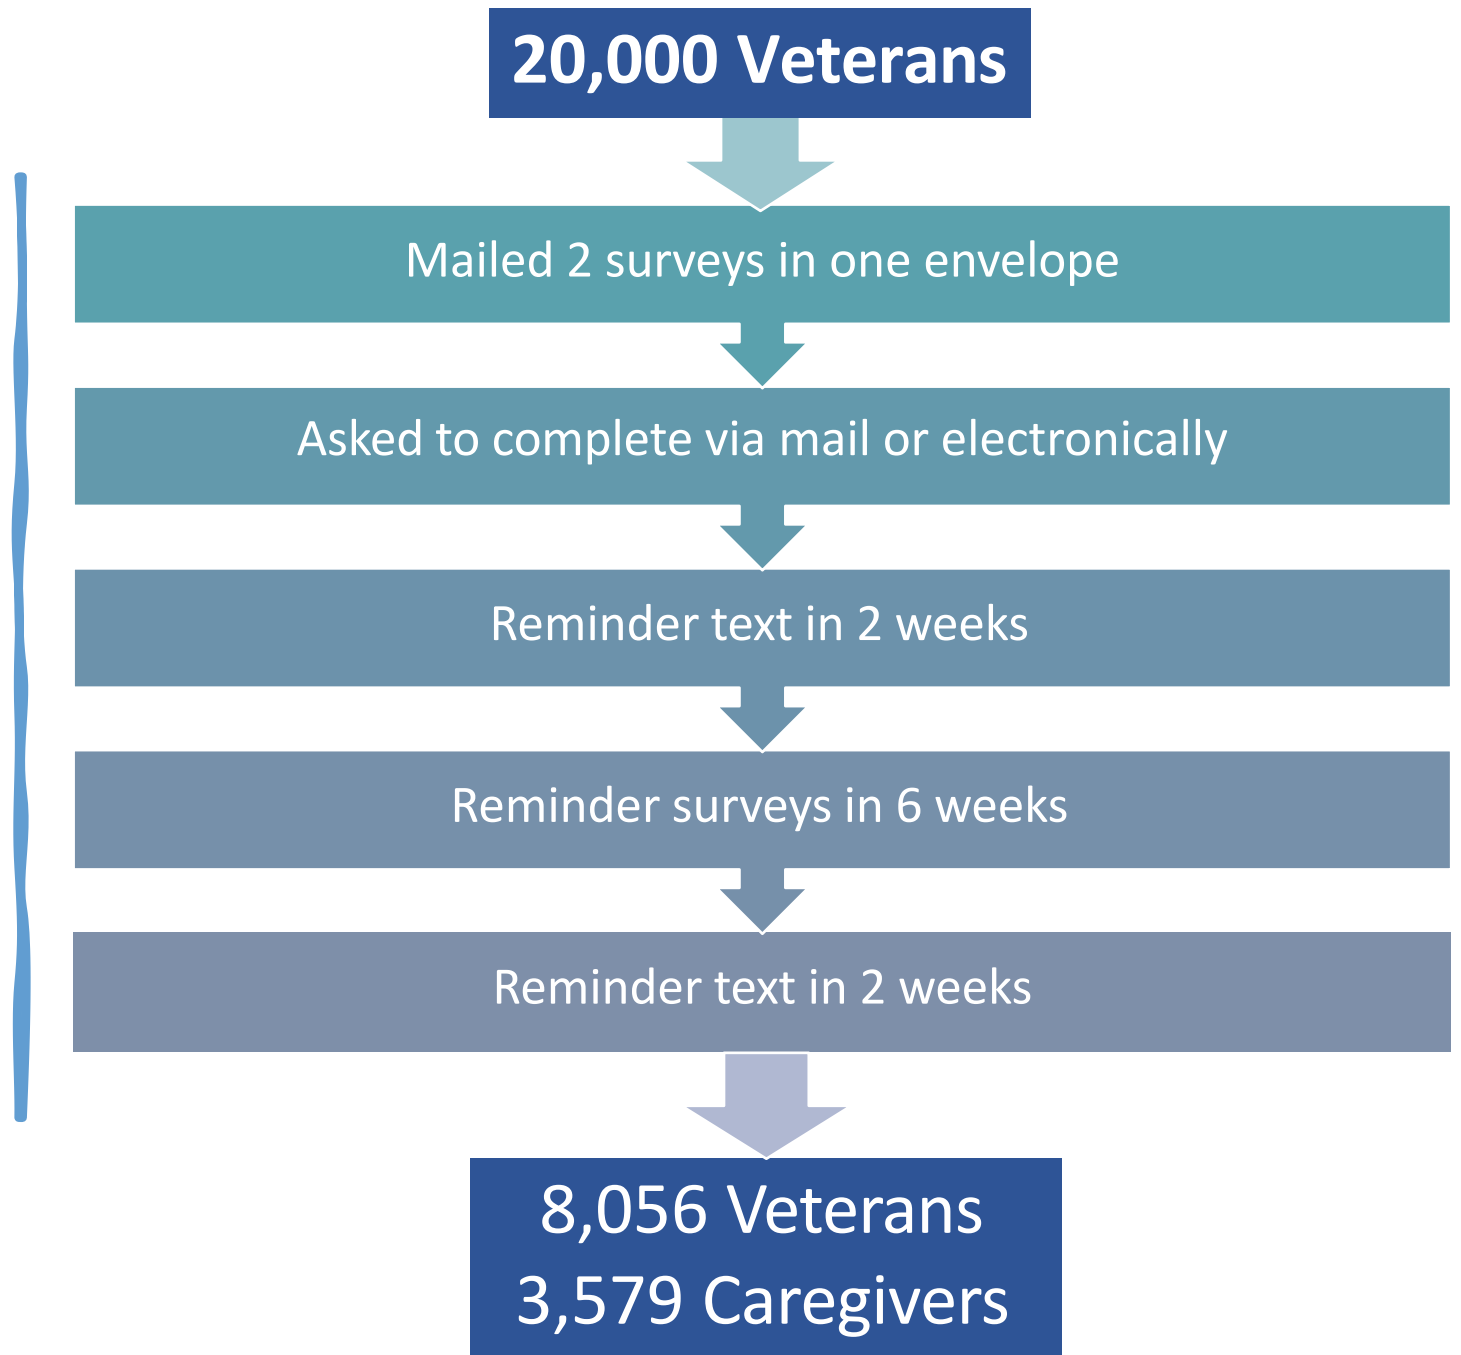 20,000 Veterans
Mailed 2 surveys in one envelope
Asked to complete via mail or electronically
Reminder text in 2 weeks
Reminder surveys in 6 weeks
Reminder text in 2 weeks
8,056 Veterans
3,579 Caregivers